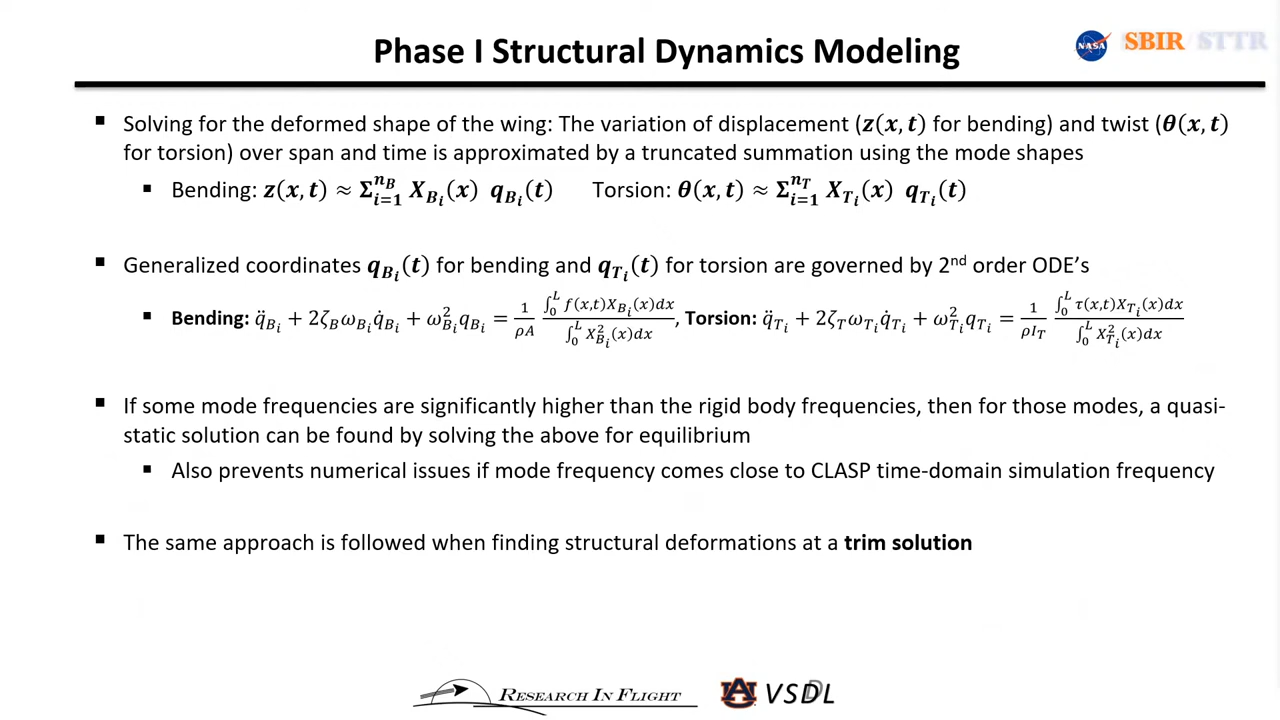 Phase I Structural Dynamics Modeling
NASA SBIR STTR
▪ Solving for the deformed shape of the wing: The variation of displacement (z(x, t) for bending) and twist (θ(x, t)
for torsion) over span and time is approximated by a truncated summation using the mode shapes
▪ Bending: z(x, t) ≈ Σ_{i=1}^{n_B} X_{B_i}(x) q_{B_i}(t) Torsion: θ(x, t) ≈ Σ_{i=1}^{n_T} X_{T_i}(x) q_{T_i}(t)
▪ Generalized coordinates q_{B_i}(t) for bending and q_{T_i}(t) for torsion are governed by 2nd order ODE's
▪ Bending: q̈_{B_i} + 2ζ_B ω_{B_i} q̇_{B_i} + ω²_{B_i} q_{B_i} = \frac{1}{ρA} \frac{∫_0^L f(x,t)X_{B_i}(x)dx}{∫_0^L X²_{B_i}(x)dx}, Torsion: q̈_{T_i} + 2ζ_T ω_{T_i} q̇_{T_i} + ω²_{T_i} q_{T_i} = \frac{1}{ρI_T} \frac{∫_0^L τ(x,t)X_{T_i}(x)dx}{∫_0^L X²_{T_i}(x)dx}
▪ If some mode frequencies are significantly higher than the rigid body frequencies, then for those modes, a quasi-
static solution can be found by solving the above for equilibrium
▪ Also prevents numerical issues if mode frequency comes close to CLASP time-domain simulation frequency
▪ The same approach is followed when finding structural deformations at a trim solution
RESEARCH IN FLIGHT
AU VSDL